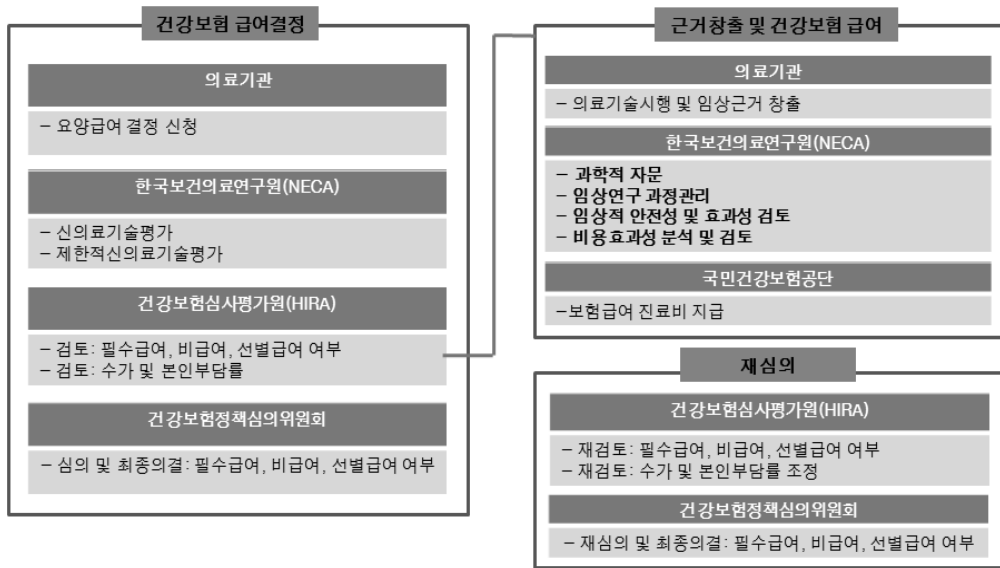 건강보험 급여결정
의료기관
– 요양급여 결정 신청
한국보건의료연구원(NECA)
– 신의료기술평가
– 제한적신의료기술평가
건강보험심사평가원(HIRA)
– 검토: 필수급여, 비급여, 선별급여 여부
– 검토: 수가 및 본인부담률
건강보험정책심의위원회
– 심의 및 최종의결: 필수급여, 비급여, 선별급여 여부
근거창출 및 건강보험 급여
의료기관
– 의료기술시행 및 임상근거 창출
한국보건의료연구원(NECA)
– 과학적 자문
– 임상연구 과정관리
– 임상적 안전성 및 효과성 검토
– 비용효과성 분석 및 검토
국민건강보험공단
–보험급여 진료비 지급
재심의
건강보험심사평가원(HIRA)
– 재검토: 필수급여, 비급여, 선별급여 여부
– 재검토: 수가 및 본인부담률 조정
건강보험정책심의위원회
– 재심의 및 최종의결: 필수급여, 비급여, 선별급여 여부